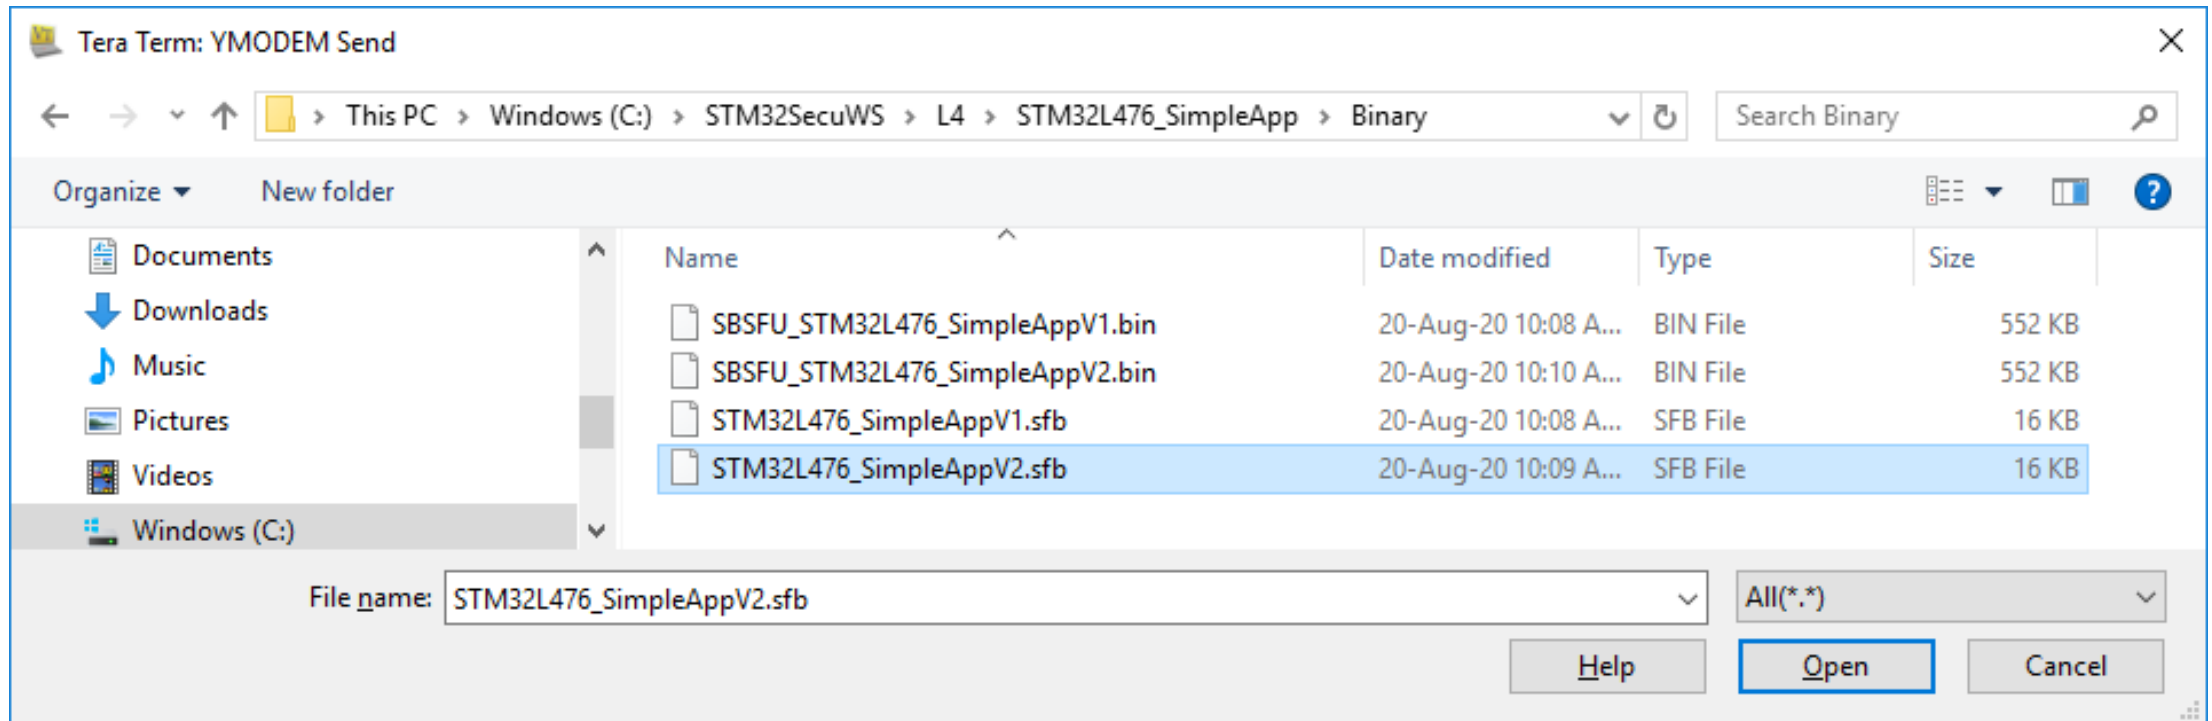 Tera Term: YMODEM Send
This PC > Windows (C:) > STM32SecuWS > L4 > STM32L476_SimpleApp > Binary
Search Binary
Organize
New folder
Documents
Downloads
Music
Pictures
Videos
Windows (C:)
Name Date modified Type Size
SBSFU_STM32L476_SimpleAppV1.bin 20-Aug-20 10:08 A... BIN File 552 KB
SBSFU_STM32L476_SimpleAppV2.bin 20-Aug-20 10:10 A... BIN File 552 KB
STM32L476_SimpleAppV1.sfb 20-Aug-20 10:08 A... SFB File 16 KB
STM32L476_SimpleAppV2.sfb 20-Aug-20 10:09 A... SFB File 16 KB
File name: STM32L476_SimpleAppV2.sfb All(*.*)
Help Open Cancel